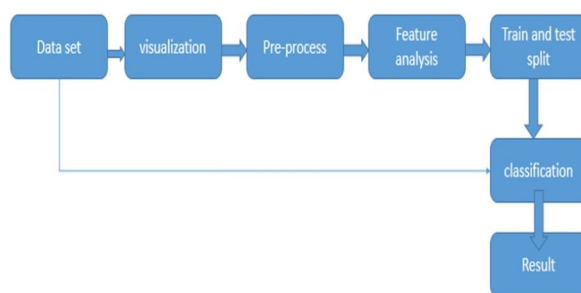 Data set
visualization
Pre-process
Feature
analysis
Train and test
split
classification
Result